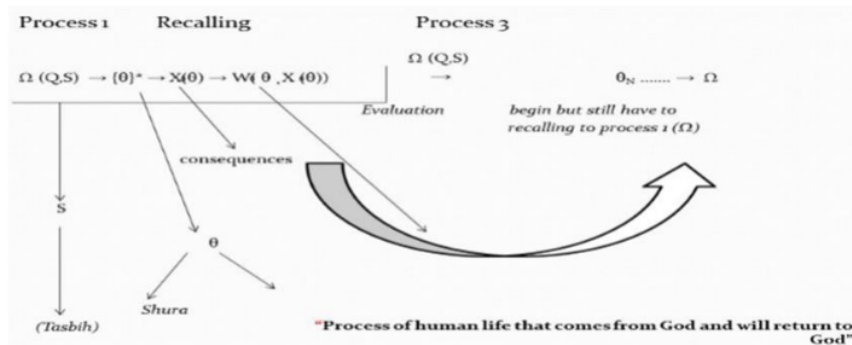 Process 1 Recalling Process 3
Ω (Q,S)
Ω (Q,S) → {θ}* → X(θ) → W( θ ,X (θ)) → θN ....... → Ω
Evaluation begin but still have to
recalling to process 1 (Ω)
consequences
S
θ
Shura
(Tasbih)
"Process of human life that comes from God and will return to
God"